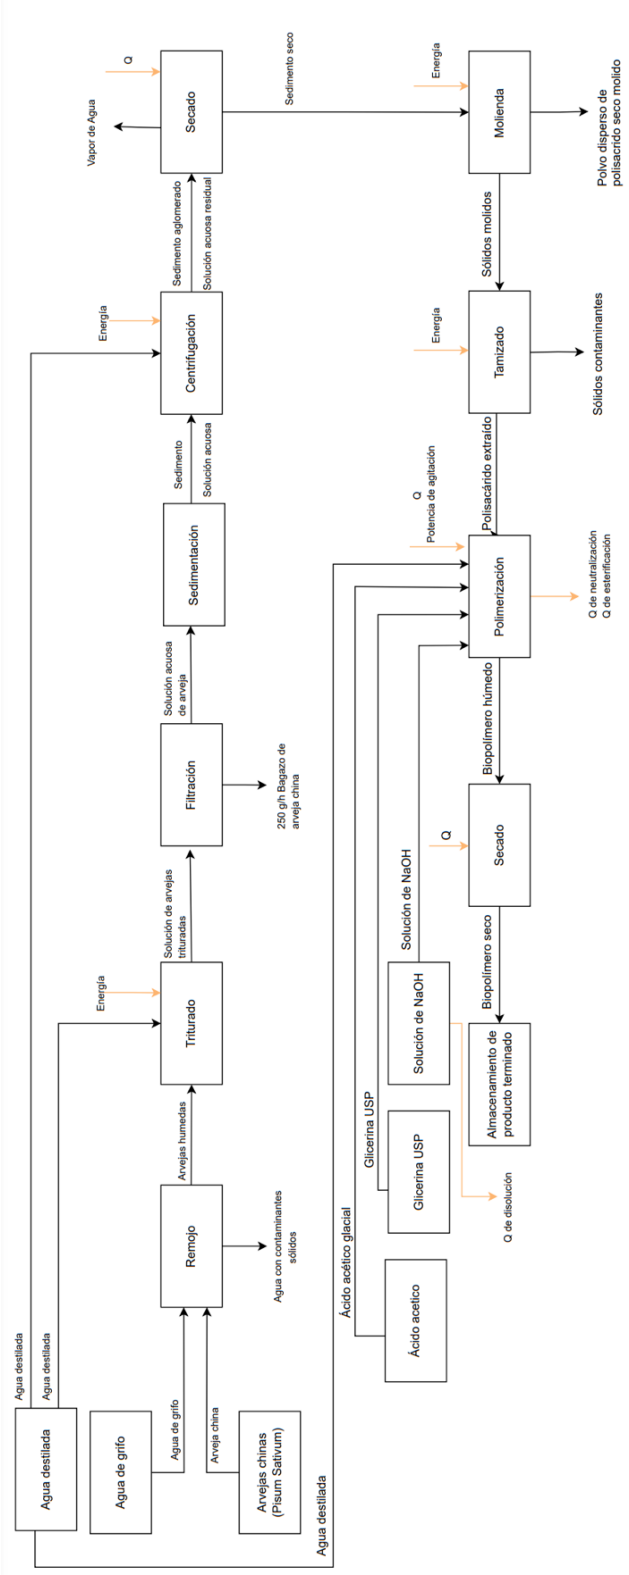 Agua destilada
Agua destilada
Agua destilada
Agua de grifo
Agua de grifo
Arvejas chinas
(Pisum Sativum)
Arveja china
Agua destilada
Remojo
Agua con contaminantes
sólidos
Arvejas humedas
Triturado
Energía
Solución de arvejas
trituradas
Filtración
250 g/h Bagazo de
arveja china
Solución acuosa
de arveja
Sedimentación
Sedimento
Solución acuosa
Centrifugación
Energía
Sedimento aglomerado
Solución acuosa residual
Secado
Q
Vapor de Agua
Sedimento seco
Molienda
Energía
Polvo disperso de
polisacrido seco molido
Sólidos molidos
Tamizado
Energía
Sólidos contaminantes
Polisacárido extraído
Polimerización
Q
Potencia de agitación
Q de neutralización
Q de esterificación
Ácido acetico
Ácido acético glacial
Glicerina USP
Glicerina USP
Solución de NaOH
Solución de NaOH
Q de disolución
Biopolímero húmedo
Secado
Q
Biopolímero seco
Almacenamiento de
producto terminado